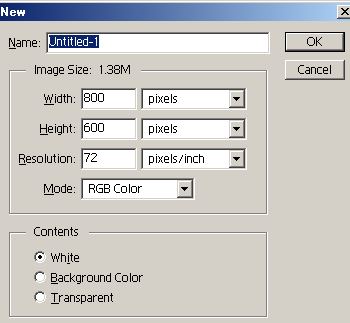 New
Name: Untitled-1 OK
Cancel
Image Size: 1.38M
Width: 800 pixels
Height: 600 pixels
Resolution: 72 pixels/inch
Mode: RGB Color
Contents
White
Background Color
Transparent